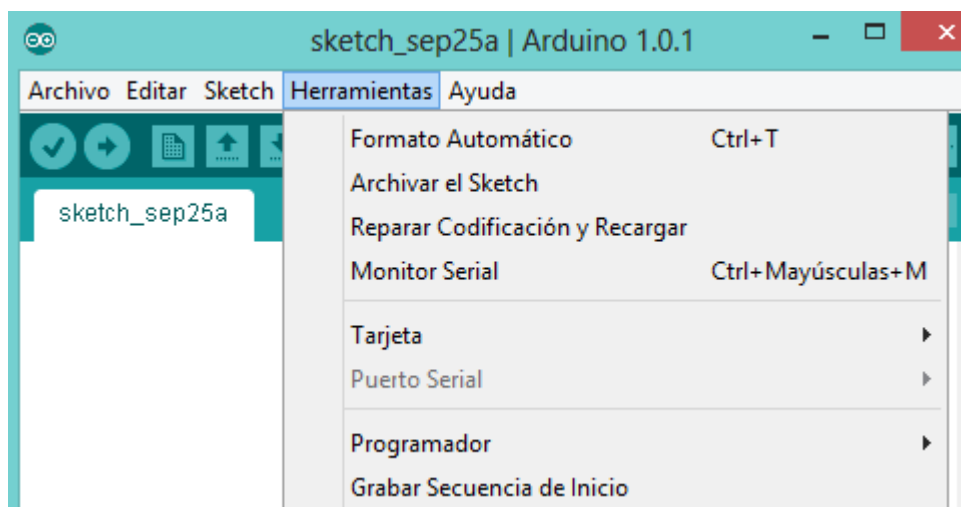 sketch_sep25a | Arduino 1.0.1
Archivo Editar Sketch Herramientas Ayuda
Formato Automático Ctrl+T
Archivar el Sketch
sketch_sep25a
Reparar Codificación y Recargar
Monitor Serial Ctrl+Mayúsculas+M
Tarjeta
Puerto Serial
Programador
Grabar Secuencia de Inicio